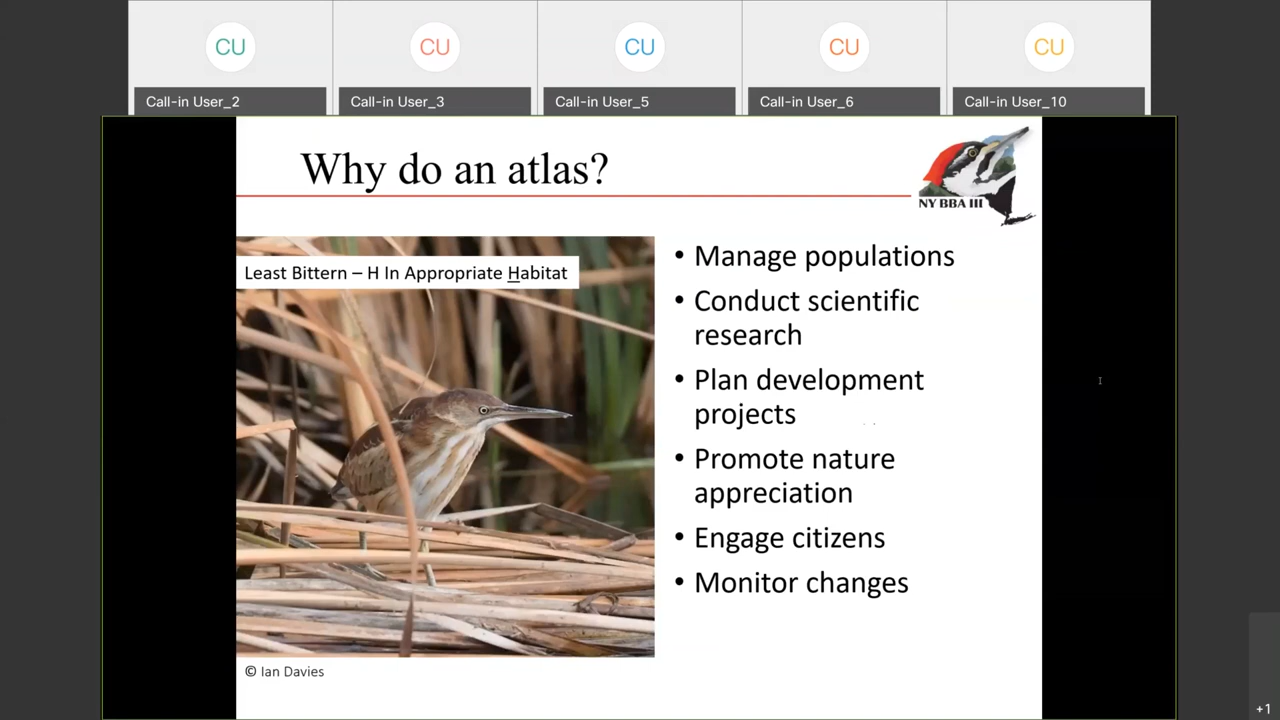 CU
CU
CU
CU
CU
Call-in User_2
Call-in User_3
Call-in User_5
Call-in User_6
Call-in User_10
Why do an atlas?
NY BBA III
Least Bittern – H In Appropriate Habitat
• Manage populations
• Conduct scientific
research
• Plan development
projects
• Promote nature
appreciation
• Engage citizens
• Monitor changes
© Ian Davies
+1